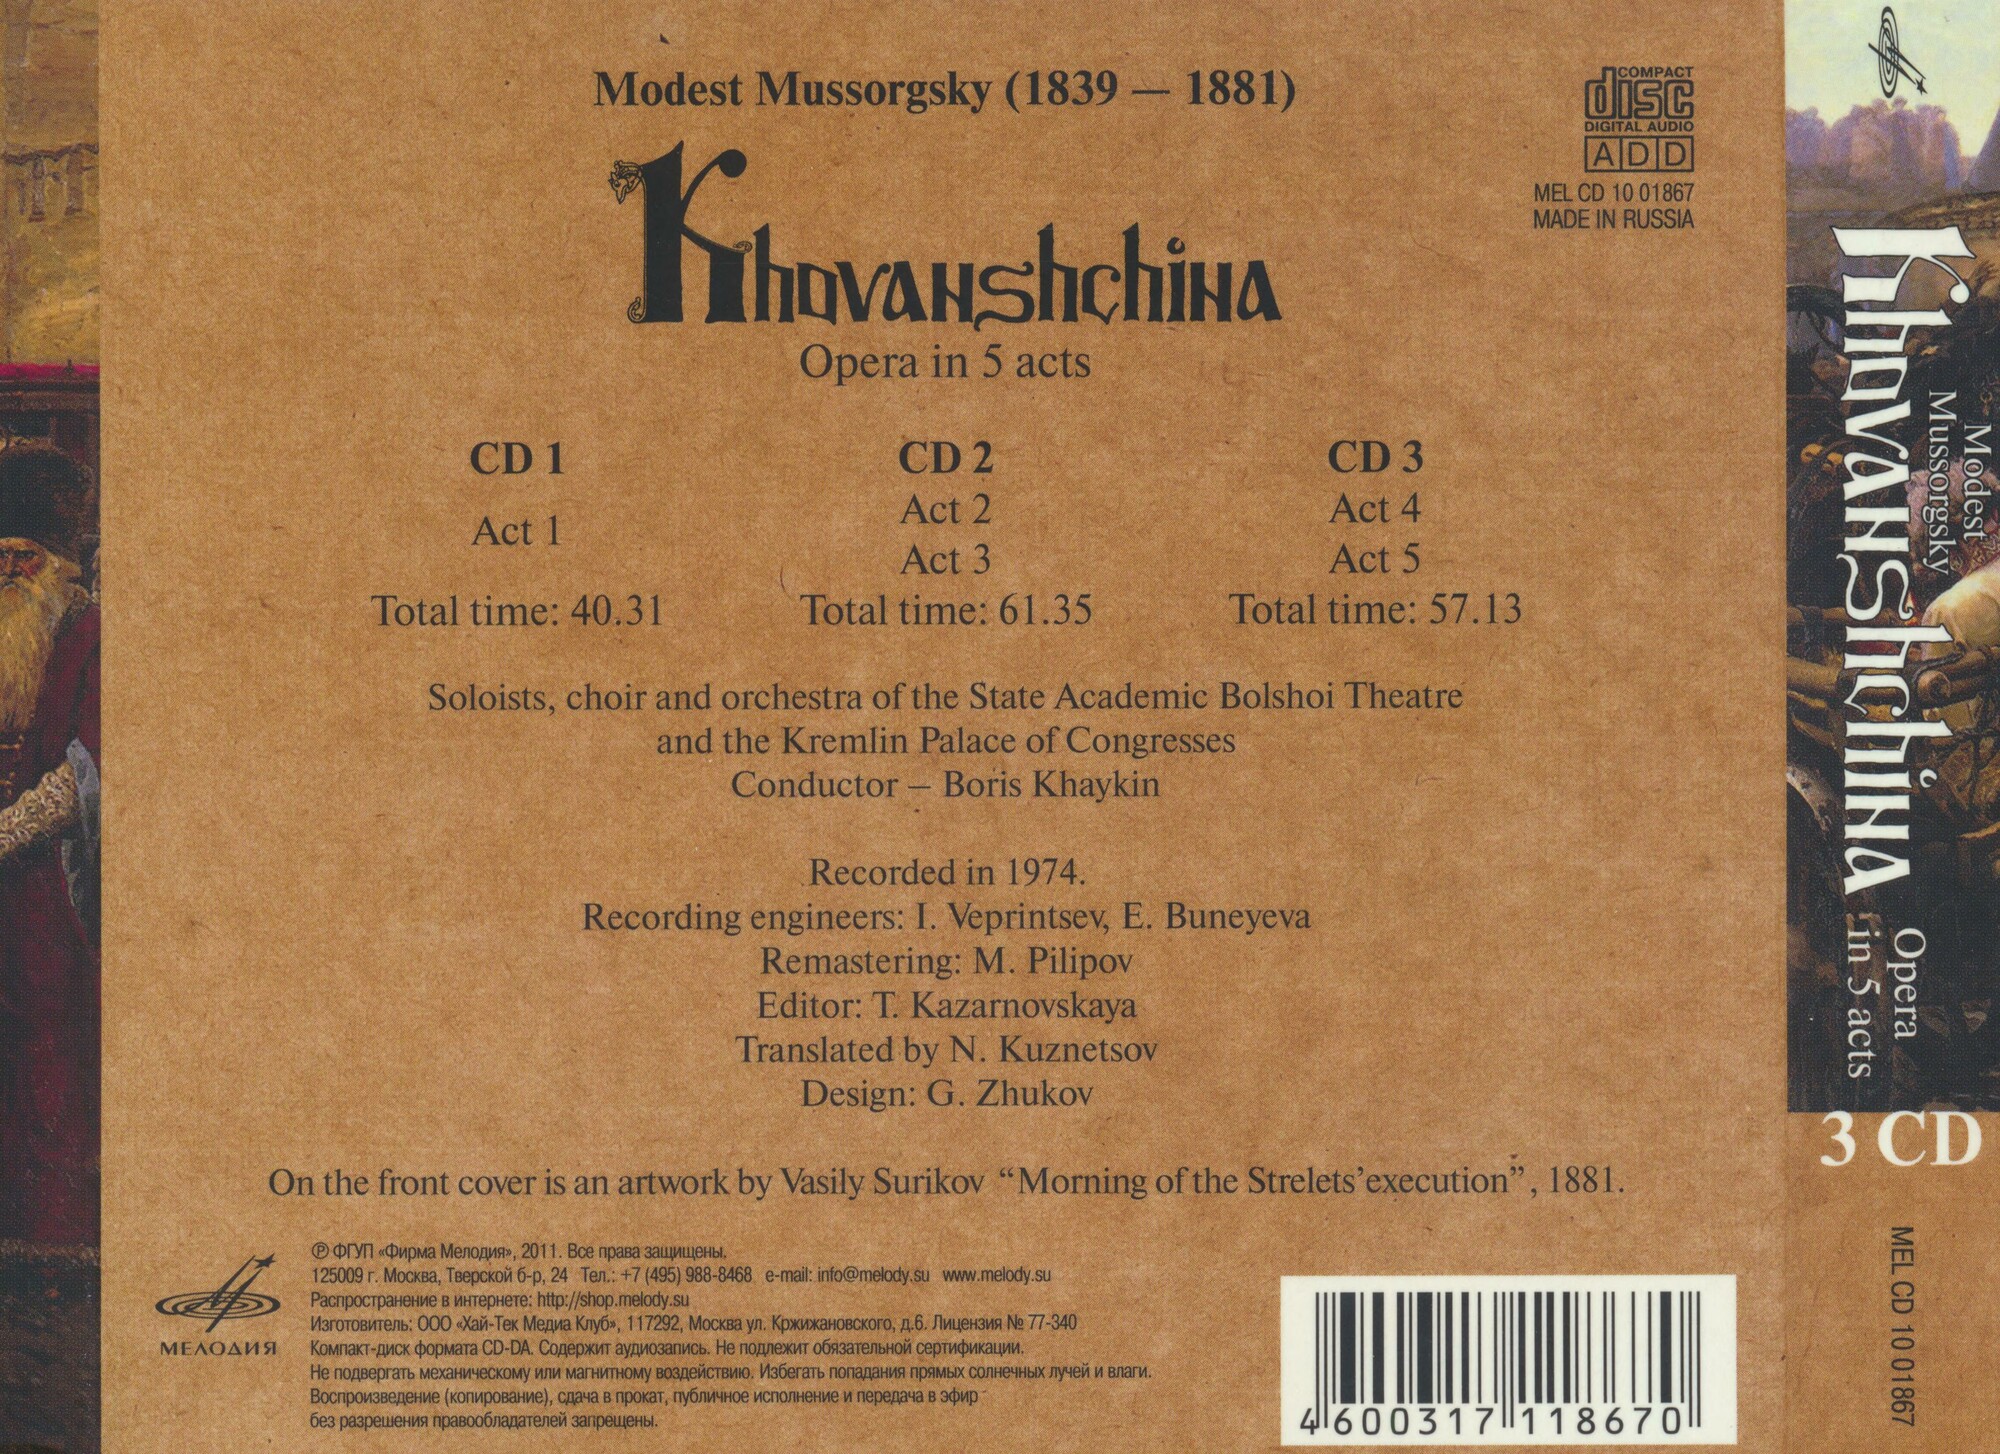 Modest Mussorgsky (1839 — 1881)
COMPACT
disc
DIGITAL AUDIO
ADD
MEL CD 10 01867
MADE IN RUSSIA
Khovanshchina
Opera in 5 acts
CD 1
Act 1
Total time: 40.31
CD 2
Act 2
Act 3
Total time: 61.35
CD 3
Act 4
Act 5
Total time: 57.13
Soloists, choir and orchestra of the State Academic Bolshoi Theatre
and the Kremlin Palace of Congresses
Conductor – Boris Khaykin
Recorded in 1974.
Recording engineers: I. Veprintsev, E. Buneyeva
Remastering: M. Pilipov
Editor: T. Kazarnovskaya
Translated by N. Kuznetsov
Design: G. Zhukov
On the front cover is an artwork by Vasily Surikov “Morning of the Strelets’execution”, 1881.
МЕЛОДИЯ
℗ ФГУП «Фирма Мелодия», 2011. Все права защищены.
125009 г. Москва, Тверской б-р, 24 Тел.: +7 (495) 988-8468 e-mail: info@melody.su www.melody.su
Распространение в интернете: http://shop.melody.su
Изготовитель: ООО «Хай-Тек Медиа Клуб», 117292, Москва ул. Кржижановского, д.6. Лицензия № 77-340
Компакт-диск формата CD-DA. Содержит аудиозапись. Не подлежит обязательной сертификации.
Не подвергать механическому или магнитному воздействию. Избегать попадания прямых солнечных лучей и влаги.
Воспроизведение (копирование), сдача в прокат, публичное исполнение и передача в эфир
без разрешения правообладателей запрещены.
4 600317 118670
Modest
Mussorgsky
Khovanshchina
Opera
in 5 acts
3 CD
MEL CD 10 01867